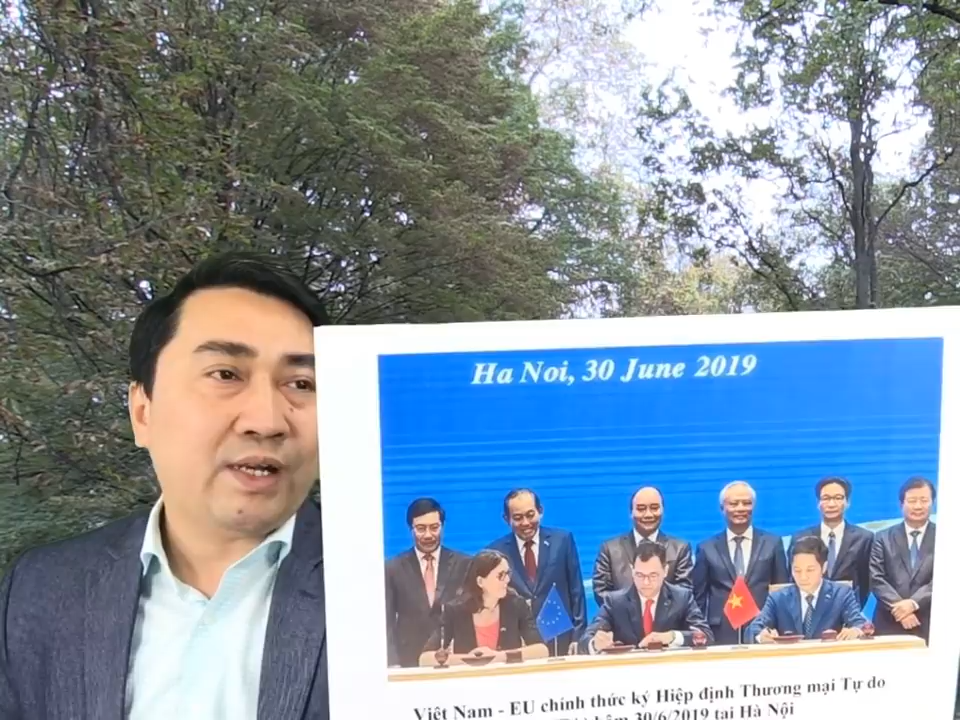 Ha Noi, 30 June 2019
Việt Nam - EU chính thức ký Hiệp định Thương mại Tự do
hôm 30/6/2019 tại Hà Nội